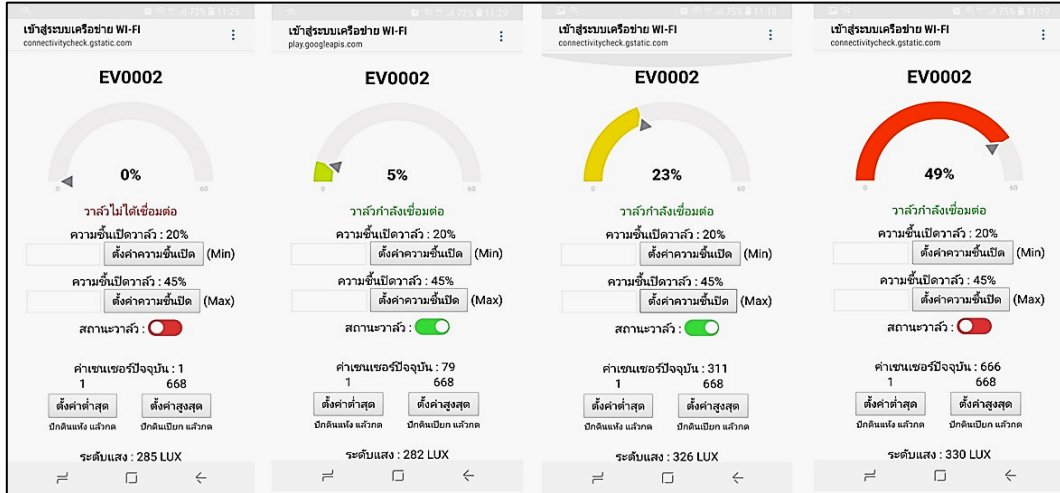 73% 11:25
เข้าสู่ระบบเครือข่าย WI-FI
connectivitycheck.gstatic.com
EV0002
0%
0 60
วาล์วไม่ได้เชื่อมต่อ
ความชื้นเปิดวาล์ว : 20%
ตั้งค่าความชื้นเปิด (Min)
ความชื้นปิดวาล์ว : 45%
ตั้งค่าความชื้นปิด (Max)
สถานะวาล์ว :
ค่าเซนเซอร์ปัจจุบัน : 1
1 668
ตั้งค่าต่ำสุด ตั้งค่าสูงสุด
ปักดินแห้ง แล้วกด ปักดินเปียก แล้วกด
ระดับแสง : 285 LUX
72% 11:29
เข้าสู่ระบบเครือข่าย WI-FI
play.googleapis.com
EV0002
5%
0 60
วาล์วกำลังเชื่อมต่อ
ความชื้นเปิดวาล์ว : 20%
ตั้งค่าความชื้นเปิด (Min)
ความชื้นปิดวาล์ว : 45%
ตั้งค่าความชื้นปิด (Max)
สถานะวาล์ว :
ค่าเซนเซอร์ปัจจุบัน : 79
1 668
ตั้งค่าต่ำสุด ตั้งค่าสูงสุด
ปักดินแห้ง แล้วกด ปักดินเปียก แล้วกด
ระดับแสง : 282 LUX
75% 11:18
เข้าสู่ระบบเครือข่าย WI-FI
connectivitycheck.gstatic.com
EV0002
23%
0 60
วาล์วกำลังเชื่อมต่อ
ความชื้นเปิดวาล์ว : 20%
ตั้งค่าความชื้นเปิด (Min)
ความชื้นปิดวาล์ว : 45%
ตั้งค่าความชื้นปิด (Max)
สถานะวาล์ว :
ค่าเซนเซอร์ปัจจุบัน : 311
1 668
ตั้งค่าต่ำสุด ตั้งค่าสูงสุด
ปักดินแห้ง แล้วกด ปักดินเปียก แล้วกด
ระดับแสง : 326 LUX
75% 11:19
เข้าสู่ระบบเครือข่าย WI-FI
connectivitycheck.gstatic.com
EV0002
49%
0 60
วาล์วกำลังเชื่อมต่อ
ความชื้นเปิดวาล์ว : 20%
ตั้งค่าความชื้นเปิด (Min)
ความชื้นปิดวาล์ว : 45%
ตั้งค่าความชื้นปิด (Max)
สถานะวาล์ว :
ค่าเซนเซอร์ปัจจุบัน : 666
1 668
ตั้งค่าต่ำสุด ตั้งค่าสูงสุด
ปักดินแห้ง แล้วกด ปักดินเปียก แล้วกด
ระดับแสง : 330 LUX